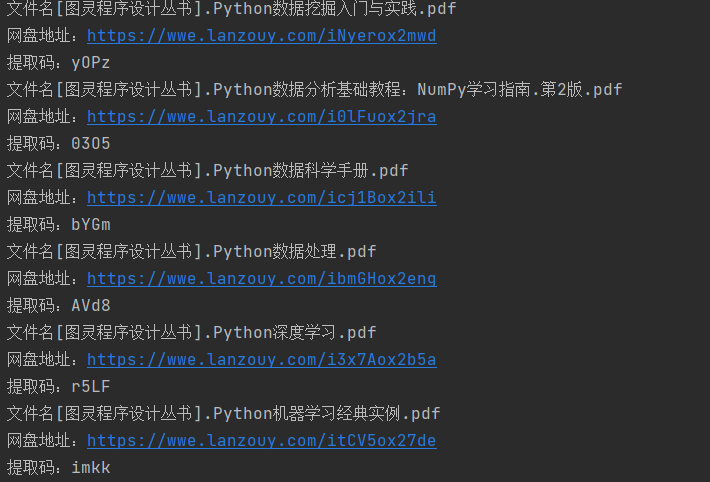 文件名[图灵程序设计丛书].Python数据挖掘入门与实践.pdf
网盘地址：https://wwe.lanzouy.com/iNyerox2mwd
提取码：yOPz
文件名[图灵程序设计丛书].Python数据分析基础教程：NumPy学习指南.第2版.pdf
网盘地址：https://wwe.lanzouy.com/i0lFuox2jra
提取码：03O5
文件名[图灵程序设计丛书].Python数据科学手册.pdf
网盘地址：https://wwe.lanzouy.com/icj1Box2ili
提取码：bYGm
文件名[图灵程序设计丛书].Python数据处理.pdf
网盘地址：https://wwe.lanzouy.com/ibmGHox2enq
提取码：AVd8
文件名[图灵程序设计丛书].Python深度学习.pdf
网盘地址：https://wwe.lanzouy.com/i3x7Aox2b5a
提取码：r5LF
文件名[图灵程序设计丛书].Python机器学习经典实例.pdf
网盘地址：https://wwe.lanzouy.com/itCV5ox27de
提取码：imkk